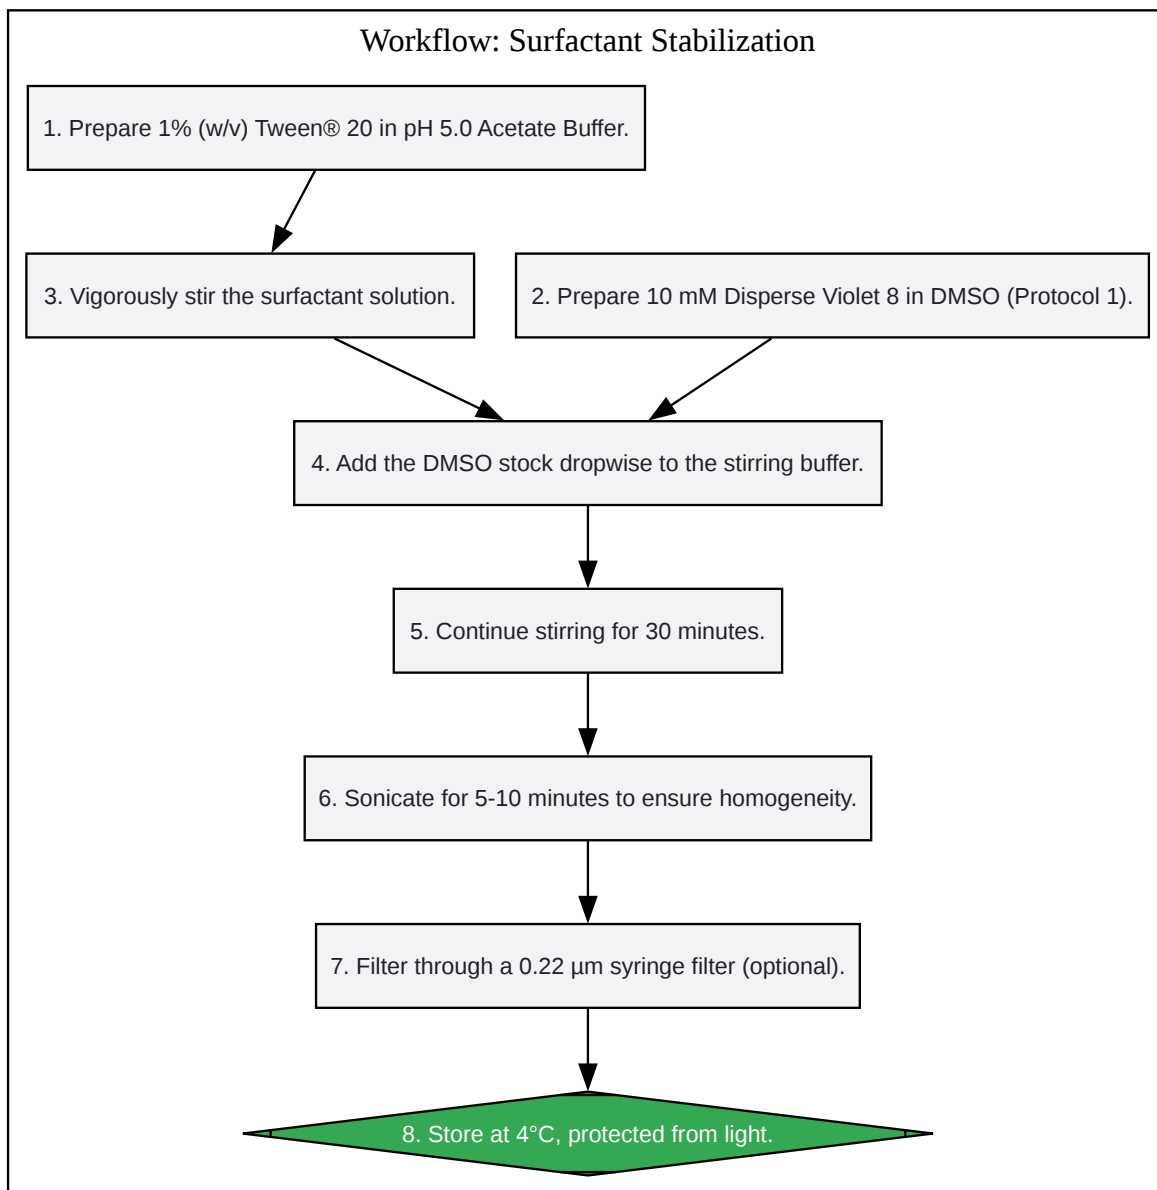 Workflow: Surfactant Stabilization
1. Prepare 1% (w/v) Tween® 20 in pH 5.0 Acetate Buffer.
3. Vigorously stir the surfactant solution.
2. Prepare 10 mM Disperse Violet 8 in DMSO (Protocol 1).
4. Add the DMSO stock dropwise to the stirring buffer.
5. Continue stirring for 30 minutes.
6. Sonicate for 5-10 minutes to ensure homogeneity.
7. Filter through a 0.22 µm syringe filter (optional).
8. Store at 4°C, protected from light.